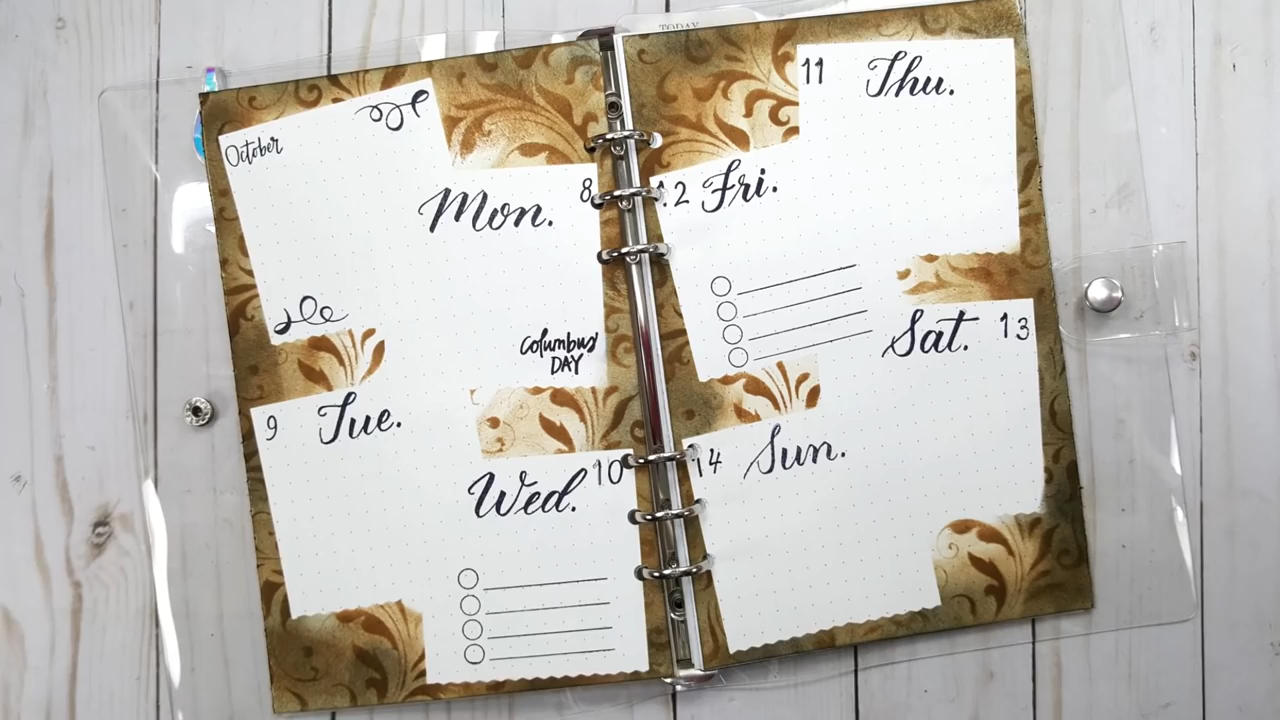 TODAY
October
Mon. 8
Columbus
DAY
9 Tue.
Wed. 10
11 Thu.
12 Fri.
Sat. 13
14 Sun.